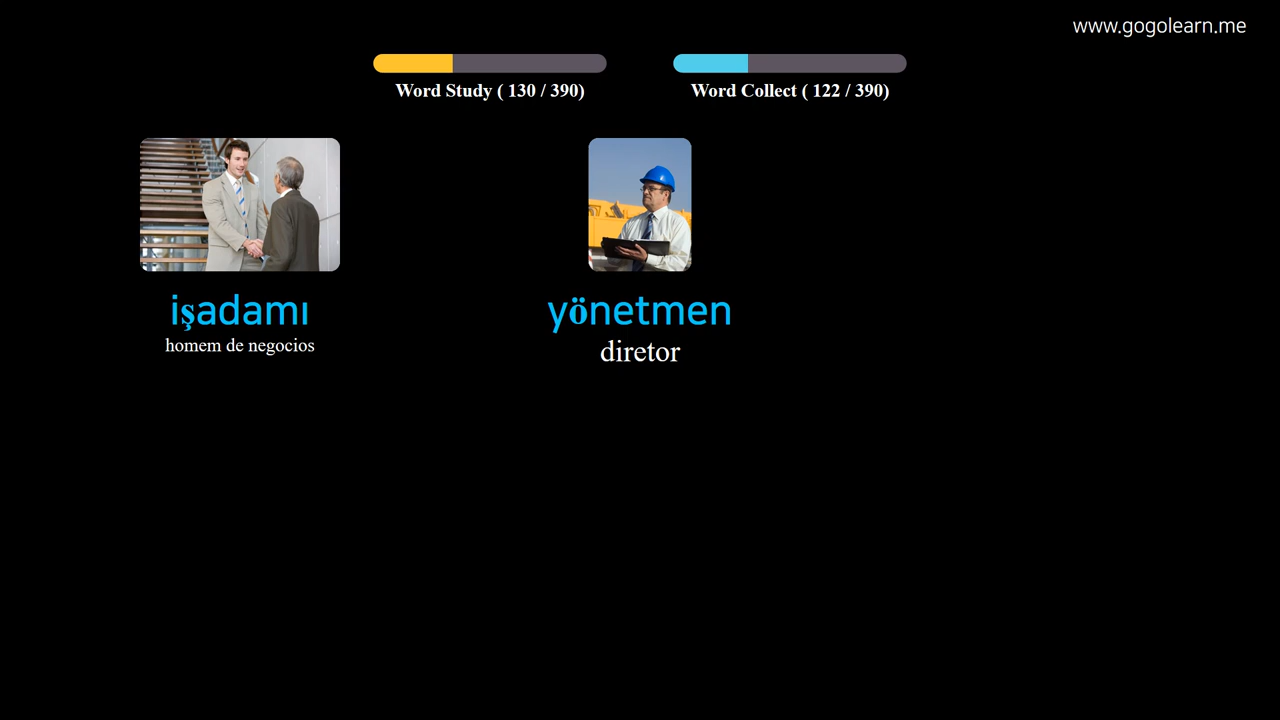 www.gogolearn.me
Word Study ( 130 / 390)
Word Collect ( 122 / 390)
işadamı
homem de negocios
yönetmen
diretor